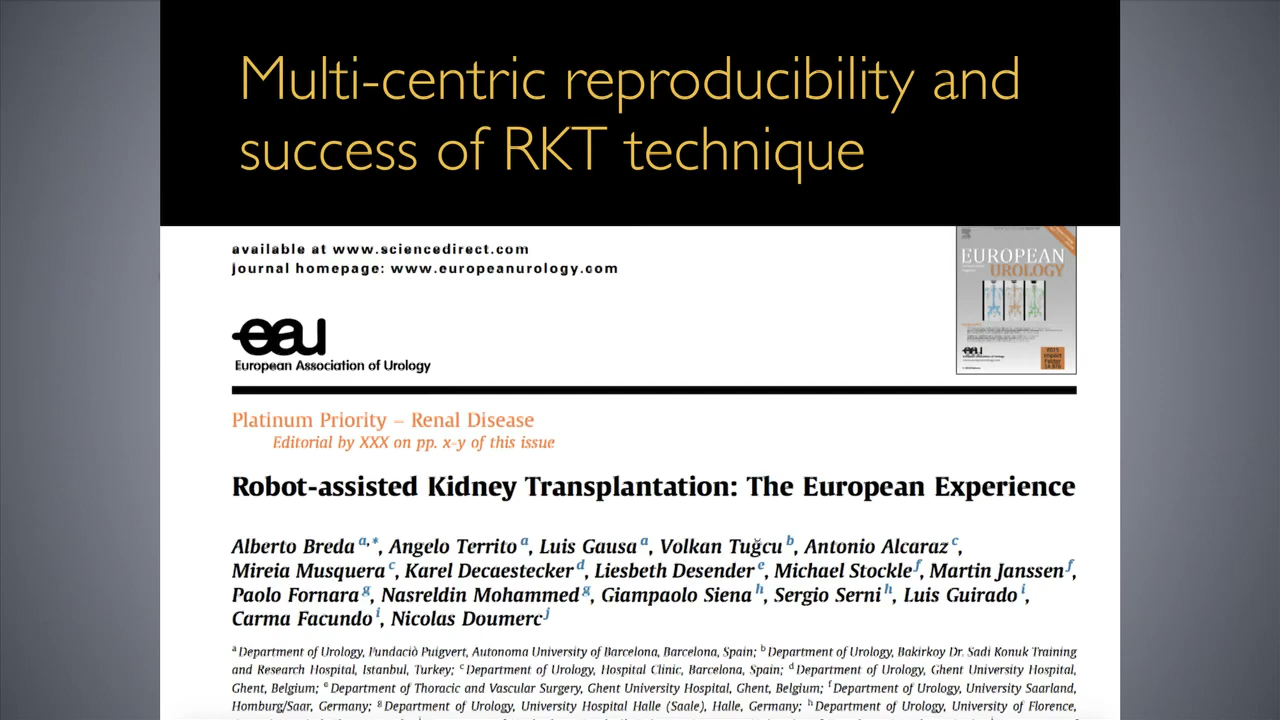 Multi-centric reproducibility and
success of RKT technique
available at www.sciencedirect.com
journal homepage: www.europeanurology.com
EUROPEAN
UROLOGY
eau
European Association of Urology
Platinum Priority – Renal Disease
Editorial by XXX on pp. x–y of this issue
Robot-assisted Kidney Transplantation: The European Experience
Alberto Breda a,*, Angelo Territo a, Luis Gausa a, Volkan Tuğcu b, Antonio Alcaraz c,
Mireia Musquera c, Karel Decaestecker d, Liesbeth Desender e, Michael Stockle f, Martin Janssen f,
Paolo Fornara g, Nasreldin Mohammed g, Giampaolo Siena h, Sergio Serni h, Luis Guirado i,
Carma Facundo i, Nicolas Doumerc j
a Department of Urology, Fundaciò Puigvert, Autonoma University of Barcelona, Barcelona, Spain; b Department of Urology, Bakirkoy Dr. Sadi Konuk Training
and Research Hospital, Istanbul, Turkey; c Department of Urology, Hospital Clinic, Barcelona, Spain; d Department of Urology, Ghent University Hospital,
Ghent, Belgium; e Department of Thoracic and Vascular Surgery, Ghent University Hospital, Ghent, Belgium; f Department of Urology, University Saarland,
Homburg/Saar, Germany; g Department of Urology, University Hospital Halle (Saale), Halle, Germany; h Department of Urology, University of Florence,